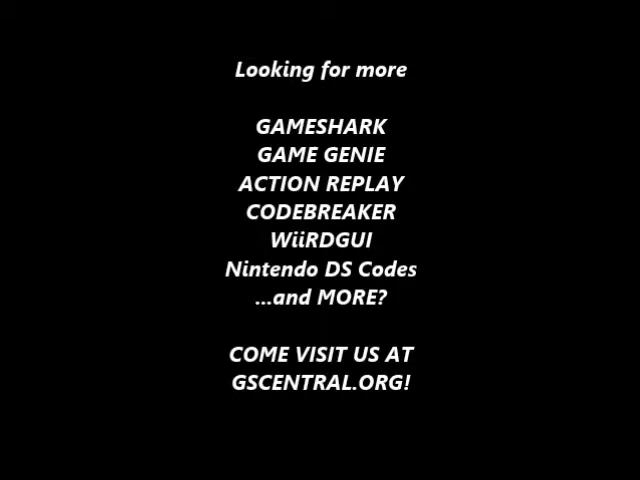 Looking for more
GAMESHARK
GAME GENIE
ACTION REPLAY
CODEBREAKER
WiiRDGUI
Nintendo DS Codes
...and MORE?
COME VISIT US AT
GSCENTRAL.ORG!